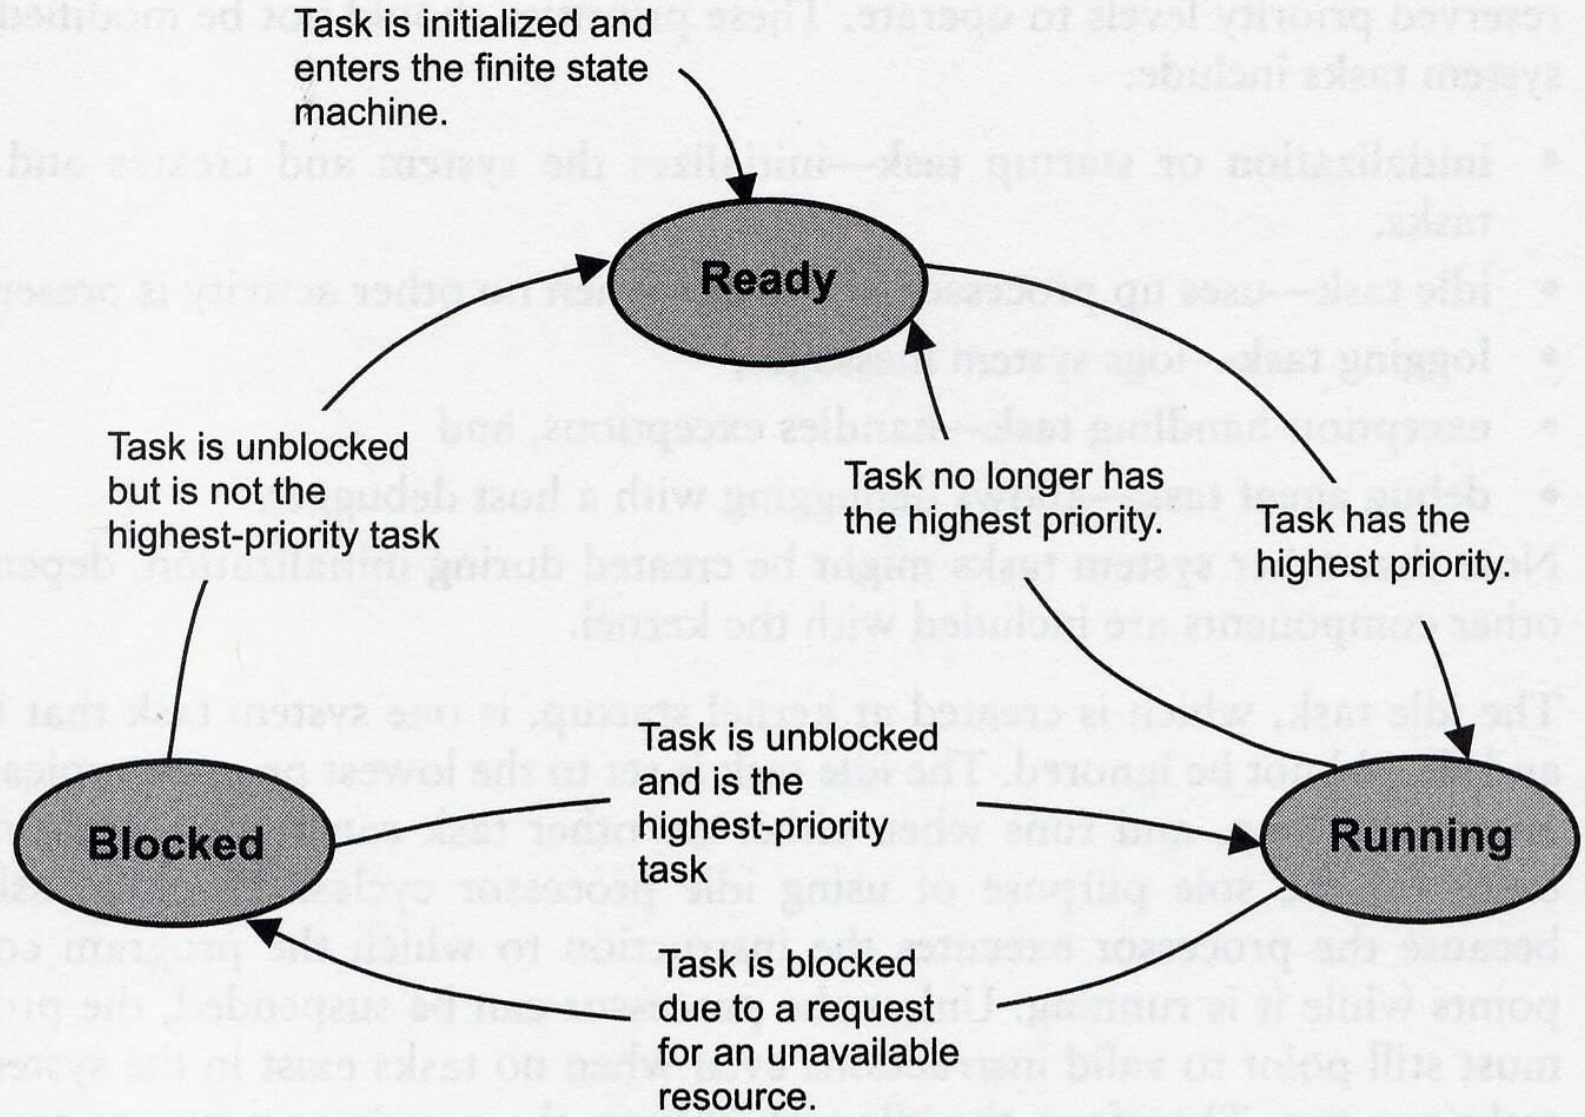 Task is initialized and
enters the finite state
machine.
Ready
Task is unblocked
but is not the
highest-priority task
Task no longer has
the highest priority.
Task has the
highest priority.
Task is unblocked
and is the
highest-priority
task
Blocked
Running
Task is blocked
due to a request
for an unavailable
resource.